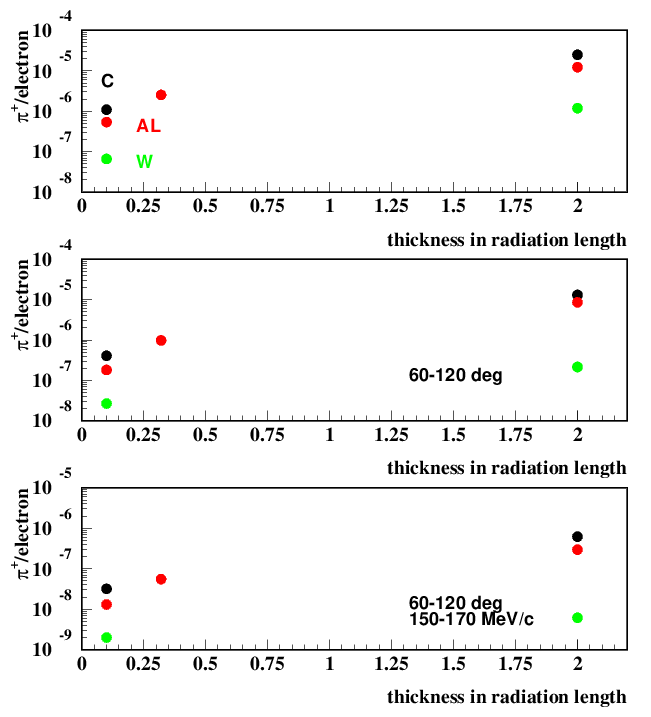 10 -4
10 -5
10 -6
10 -7
10 -8
π+/electron
C
AL
W
0 0.25 0.5 0.75 1 1.25 1.5 1.75 2
thickness in radiation length
10 -4
10 -5
10 -6
10 -7
10 -8
π+/electron
60-120 deg
0 0.25 0.5 0.75 1 1.25 1.5 1.75 2
thickness in radiation length
10 -5
10 -6
10 -7
10 -8
10 -9
π+/electron
60-120 deg
150-170 MeV/c
0 0.25 0.5 0.75 1 1.25 1.5 1.75 2
thickness in radiation length